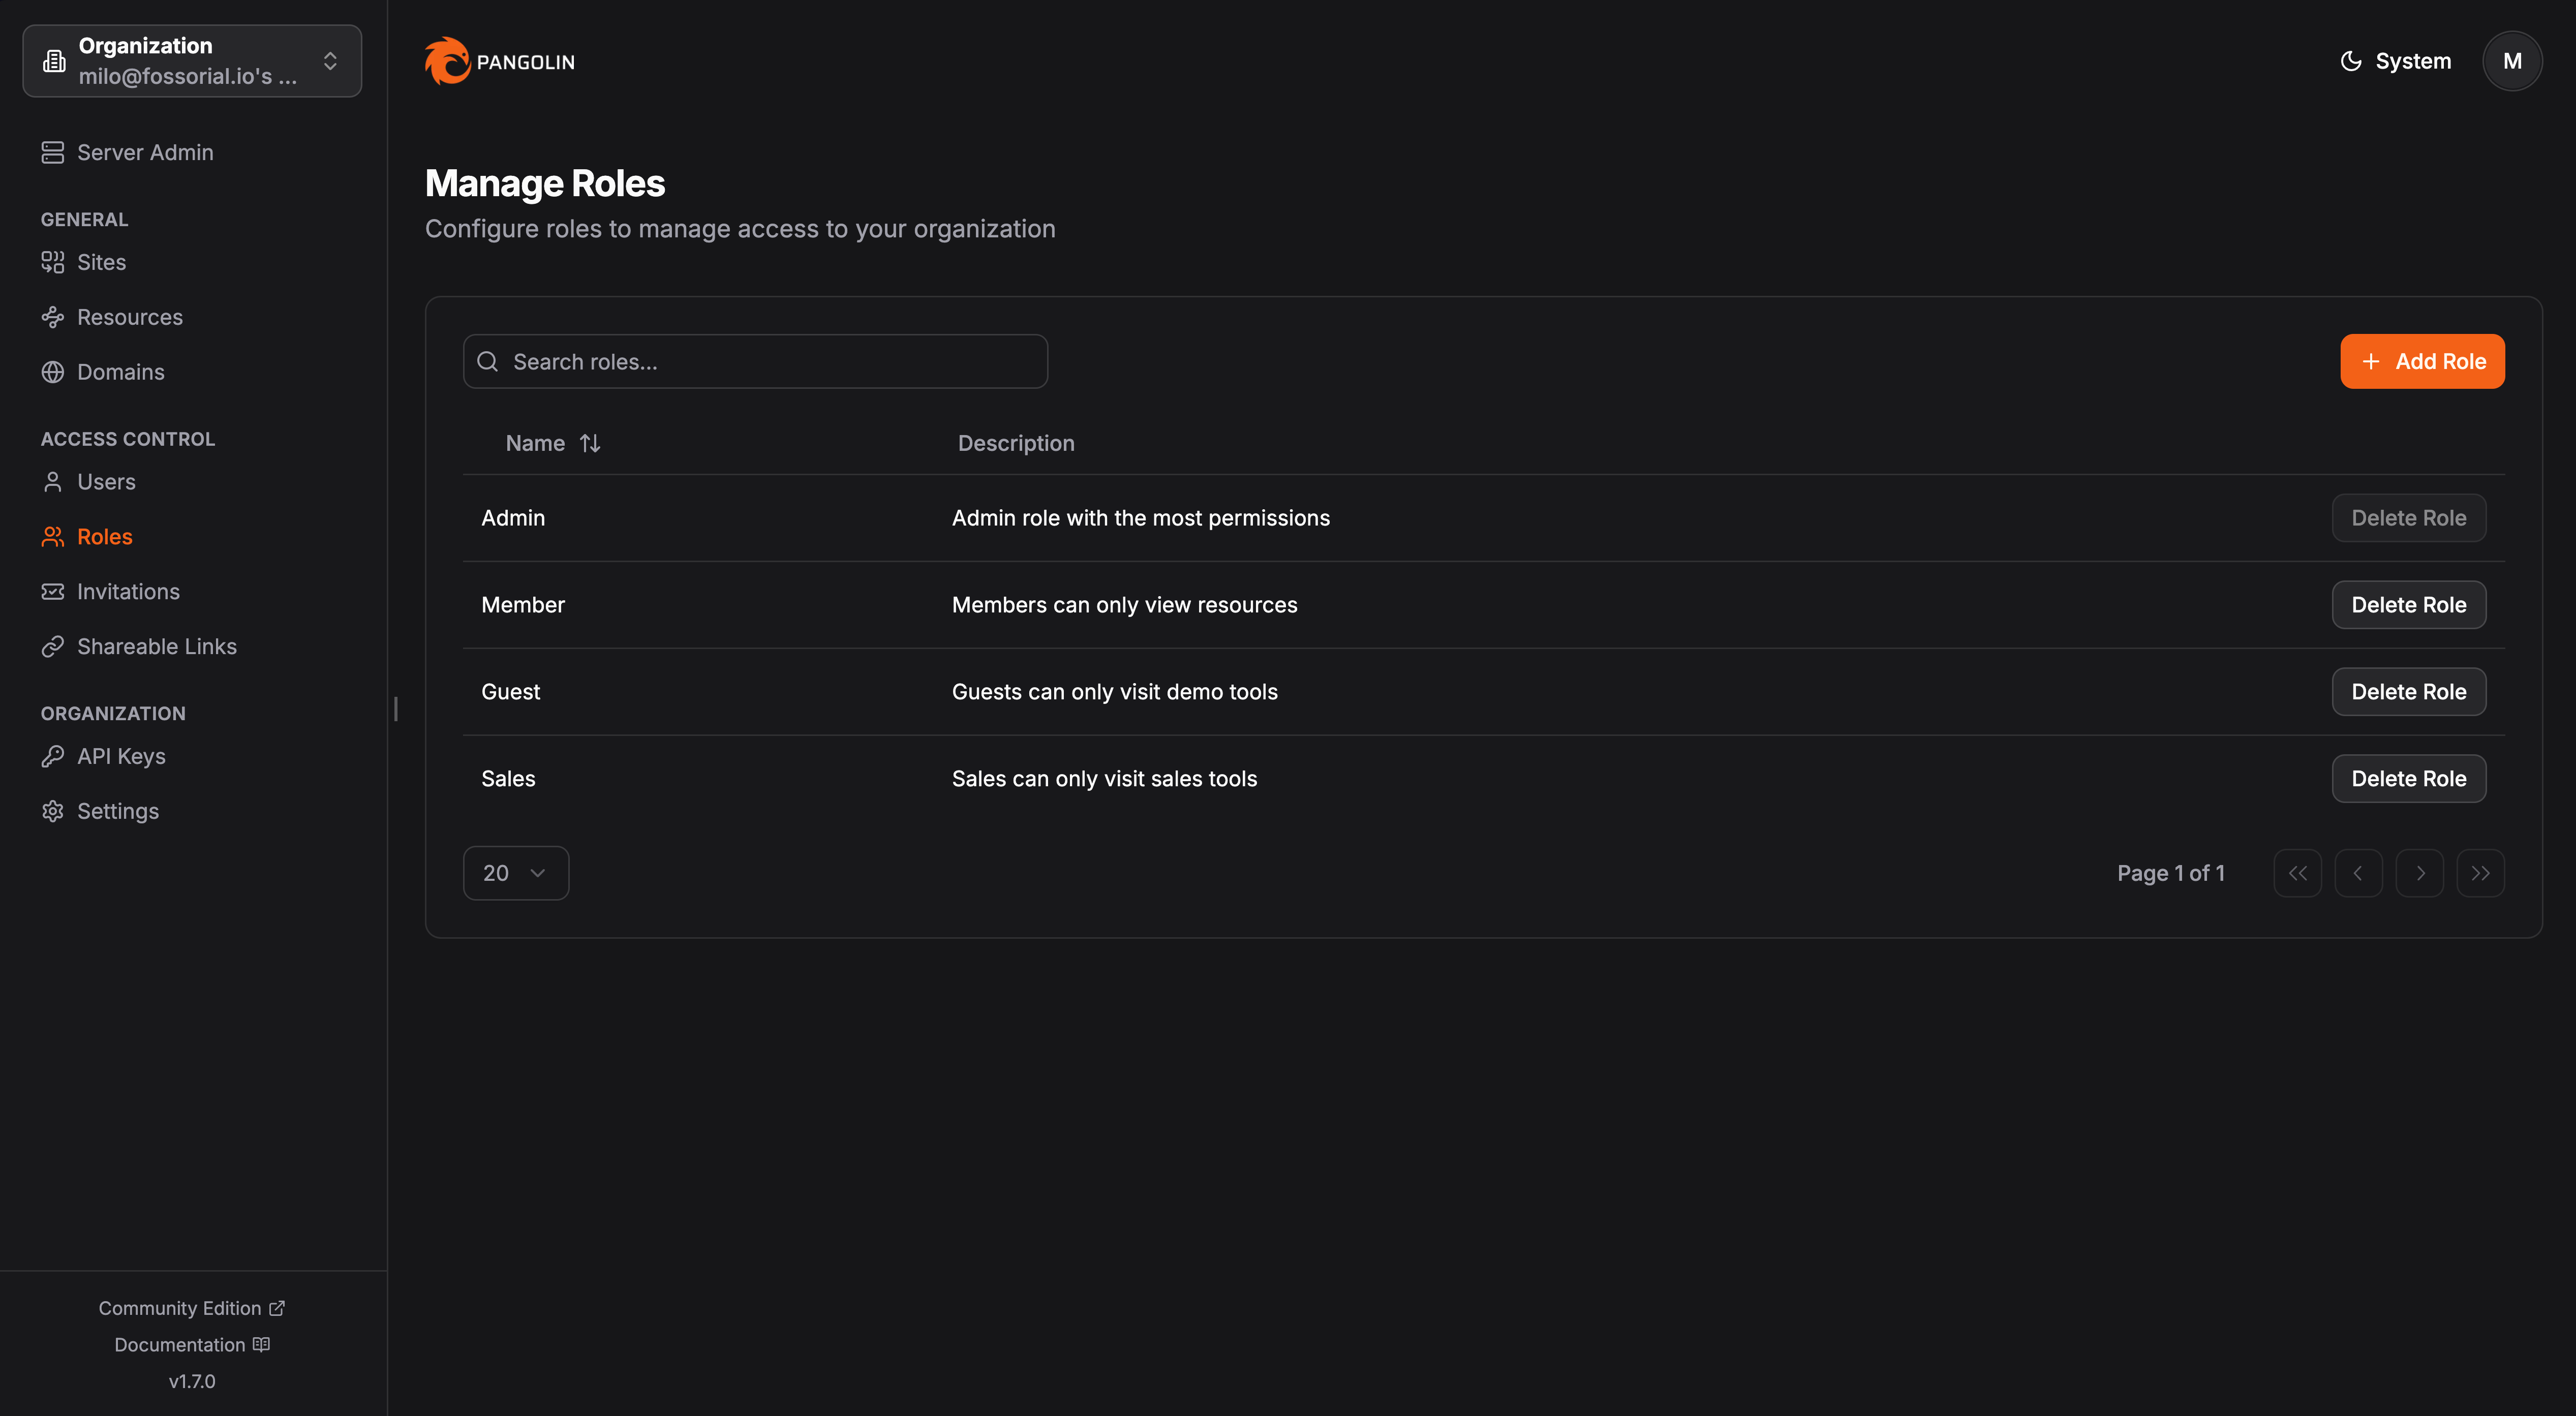 Organization
milo@fossorial.io's ...
Server Admin
GENERAL
Sites
Resources
Domains
ACCESS CONTROL
Users
Roles
Invitations
Shareable Links
ORGANIZATION
API Keys
Settings
Community Edition
Documentation
v1.7.0
PANGOLIN
System
M
Manage Roles
Configure roles to manage access to your organization
Search roles...
+ Add Role
Name Description
Admin Admin role with the most permissions Delete Role
Member Members can only view resources Delete Role
Guest Guests can only visit demo tools Delete Role
Sales Sales can only visit sales tools Delete Role
20
Page 1 of 1